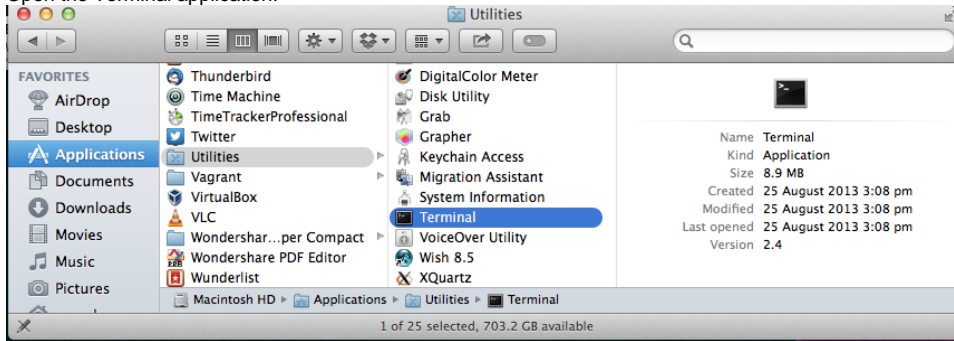 Open the Terminal application.
Utilities
FAVORITES
AirDrop
Desktop
Applications
Documents
Downloads
Movies
Music
Pictures
Thunderbird
Time Machine
TimeTrackerProfessional
Twitter
Utilities
Vagrant
VirtualBox
VLC
Wondershar...per Compact
Wondershare PDF Editor
Wunderlist
DigitalColor Meter
Disk Utility
Grab
Grapher
Keychain Access
Migration Assistant
System Information
Terminal
VoiceOver Utility
Wish 8.5
XQuartz
Name Terminal
Kind Application
Size 8.9 MB
Created 25 August 2013 3:08 pm
Modified 25 August 2013 3:08 pm
Last opened 25 August 2013 3:08 pm
Version 2.4
Macintosh HD ▸ Applications ▸ Utilities ▸ Terminal
1 of 25 selected, 703.2 GB available